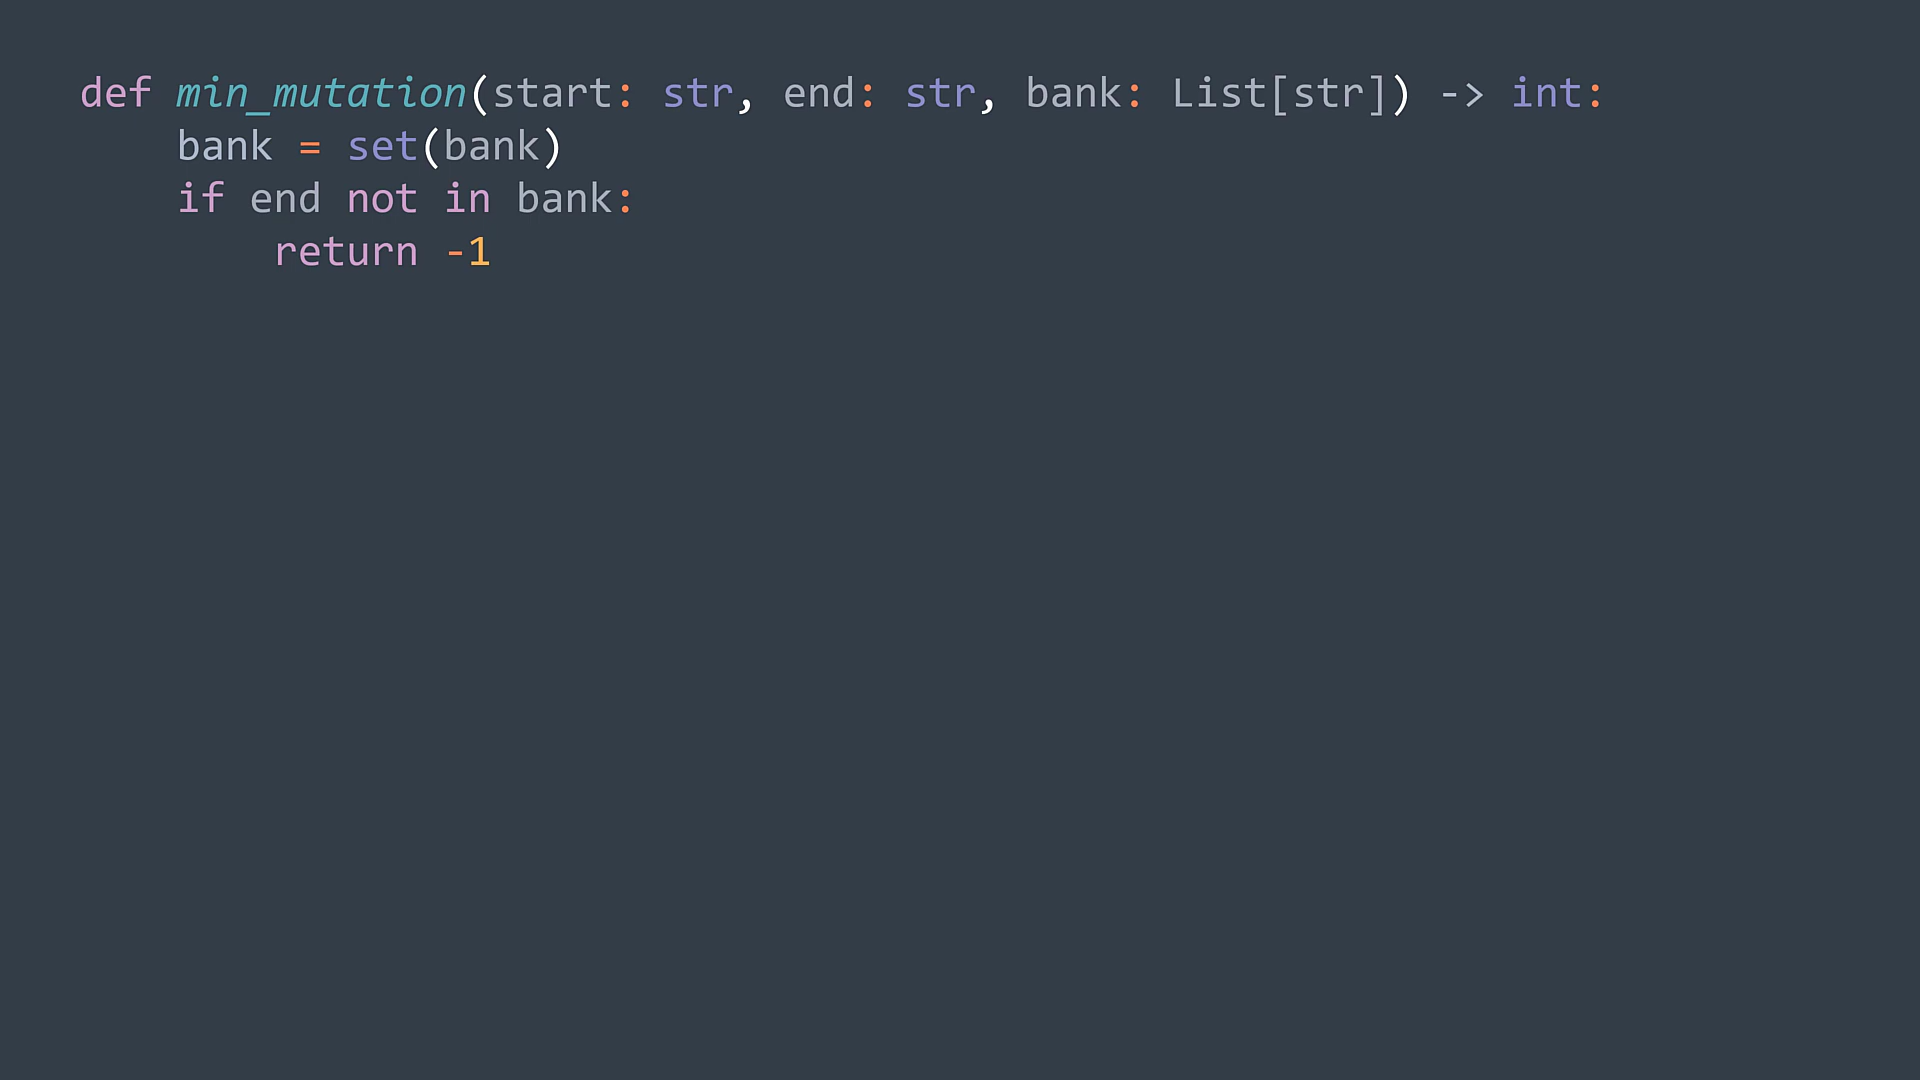 def min_mutation(start: str, end: str, bank: List[str]) -> int:
    bank = set(bank)
    if end not in bank:
        return -1